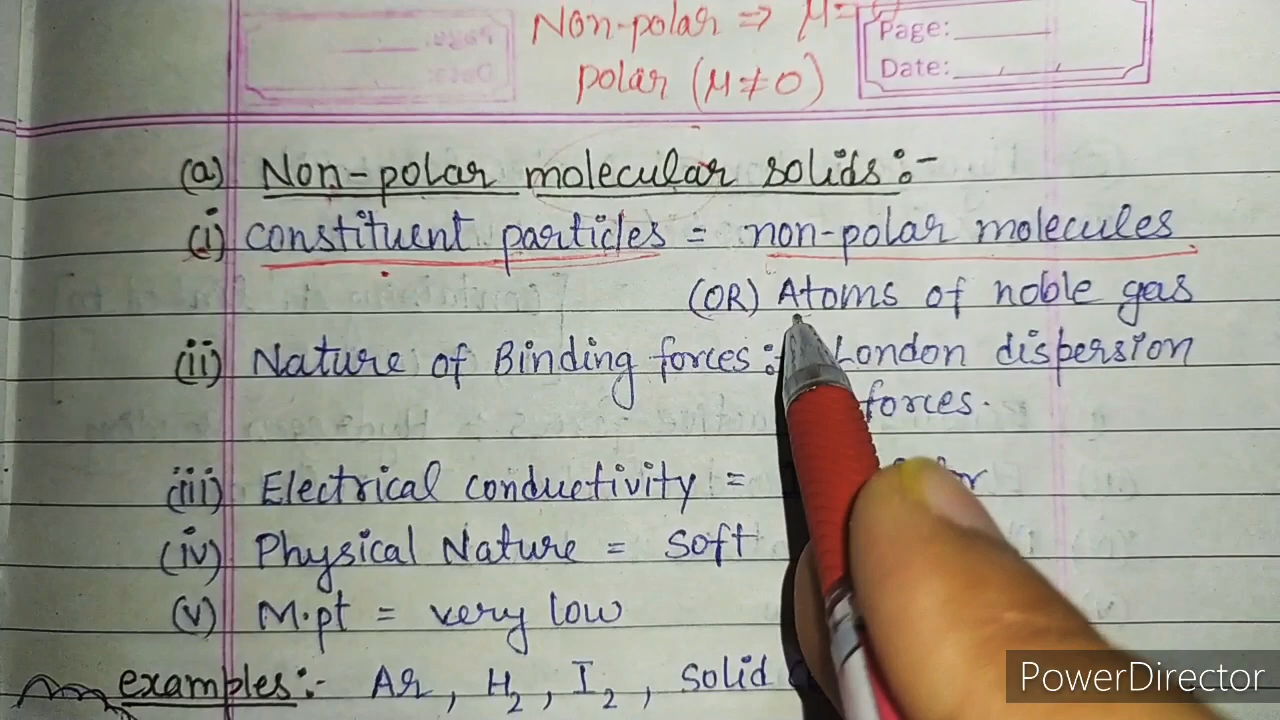 Non-polar => μ=0
polar (μ≠0)
Page:
Date:
(a) Non-polar molecular solids:-
(i) constituent particles = non-polar molecules
(OR) Atoms of noble gas
(ii) Nature of Binding forces: London dispersion
forces.
(iii) Electrical conductivity =
(iv) Physical Nature = soft
(v) M.pt = very low
examples:- Ar, H2, I2, solid
PowerDirector